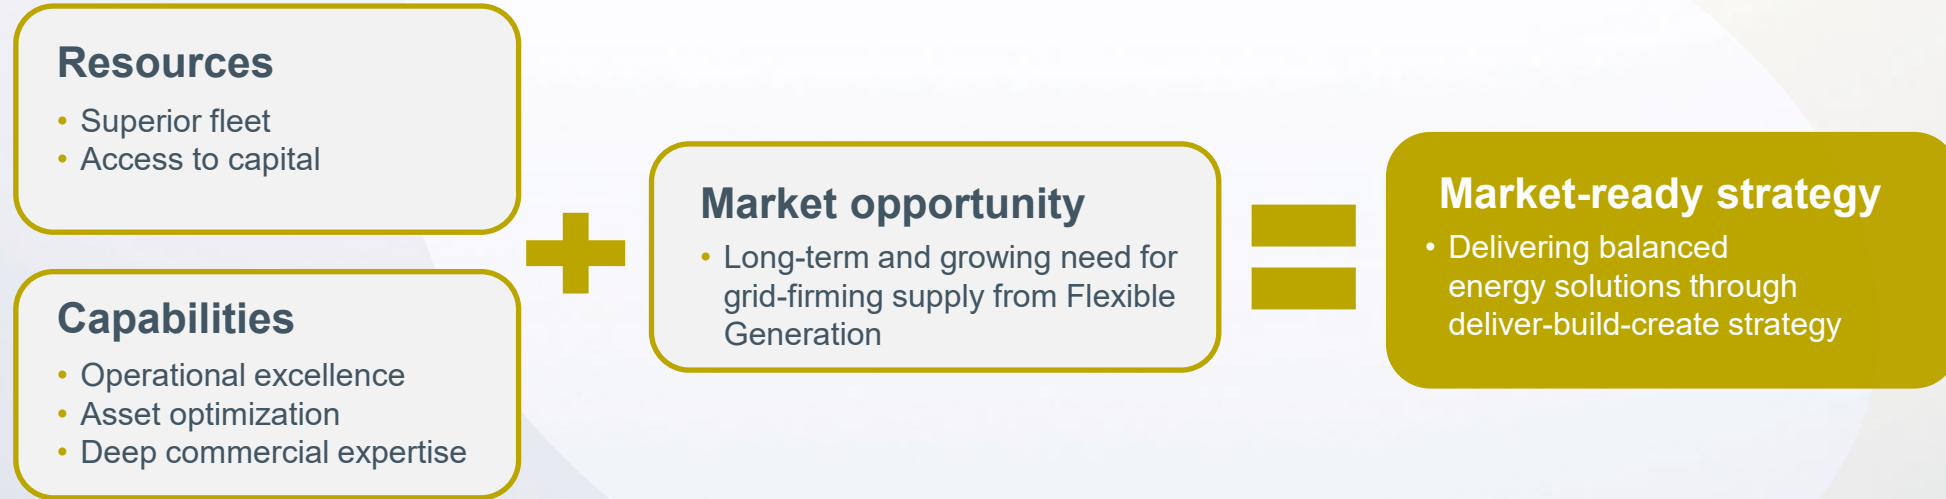 Resources
• Superior fleet
• Access to capital
Capabilities
• Operational excellence
• Asset optimization
• Deep commercial expertise
Market opportunity
• Long-term and growing need for
grid-firming supply from Flexible
Generation
Market-ready strategy
• Delivering balanced
energy solutions through
deliver-build-create strategy